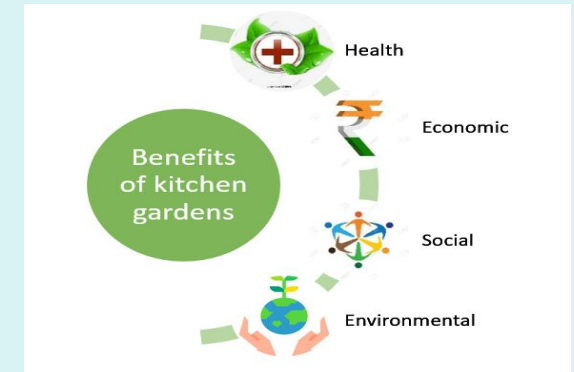 Health
Economic
Benefits
of kitchen
gardens
Social
Environmental